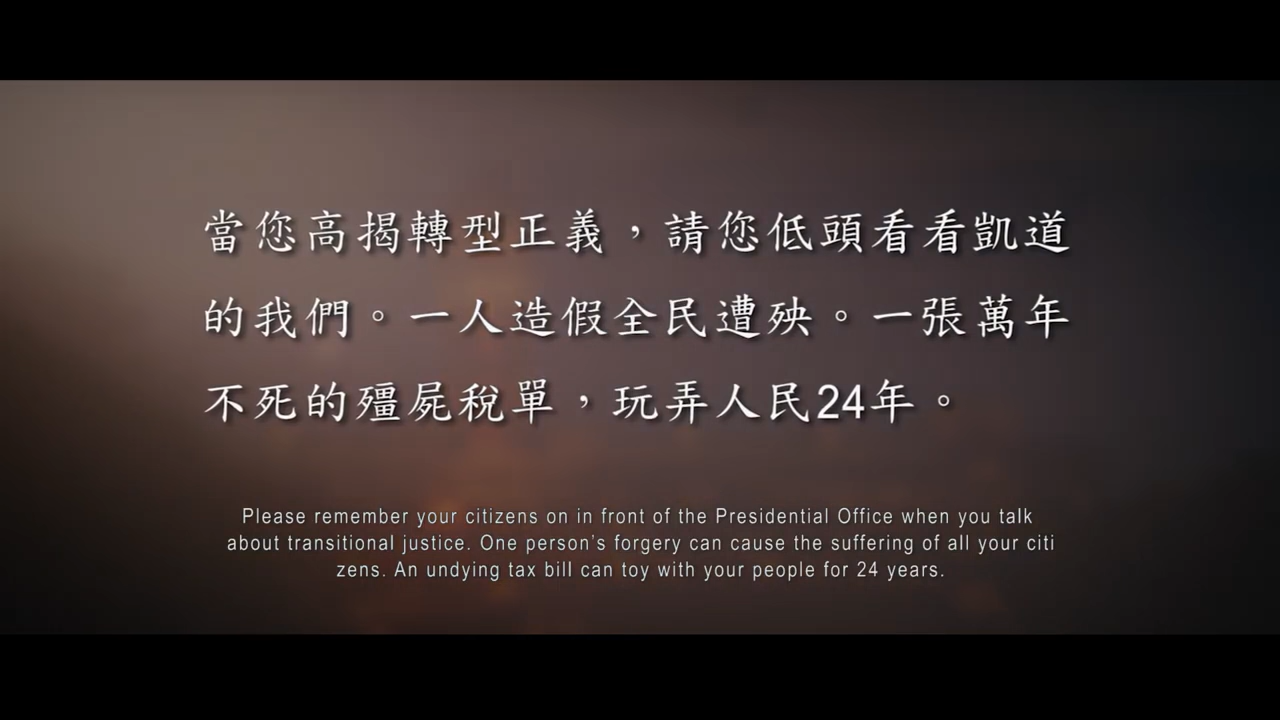 當您高揭轉型正義，請您低頭看看凱道
的我們。一人造假全民遭殃。一張萬年
不死的殭屍稅單，玩弄人民24年。
Please remember your citizens on in front of the Presidential Office when you talk
about transitional justice. One person's forgery can cause the suffering of all your citi
zens. An undying tax bill can toy with your people for 24 years.